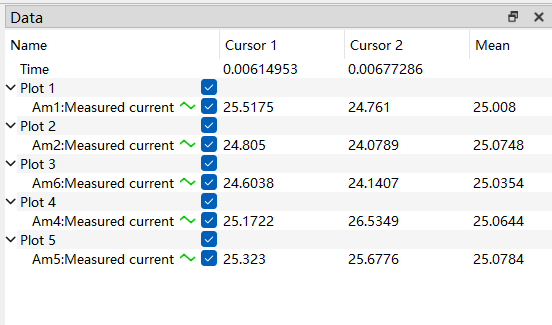 Data
Name Cursor 1 Cursor 2 Mean
Time 0.00614953 0.00677286
Plot 1
Am1:Measured current 25.5175 24.761 25.008
Plot 2
Am2:Measured current 24.805 24.0789 25.0748
Plot 3
Am6:Measured current 24.6038 24.1407 25.0354
Plot 4
Am4:Measured current 25.1722 26.5349 25.0644
Plot 5
Am5:Measured current 25.323 25.6776 25.0784